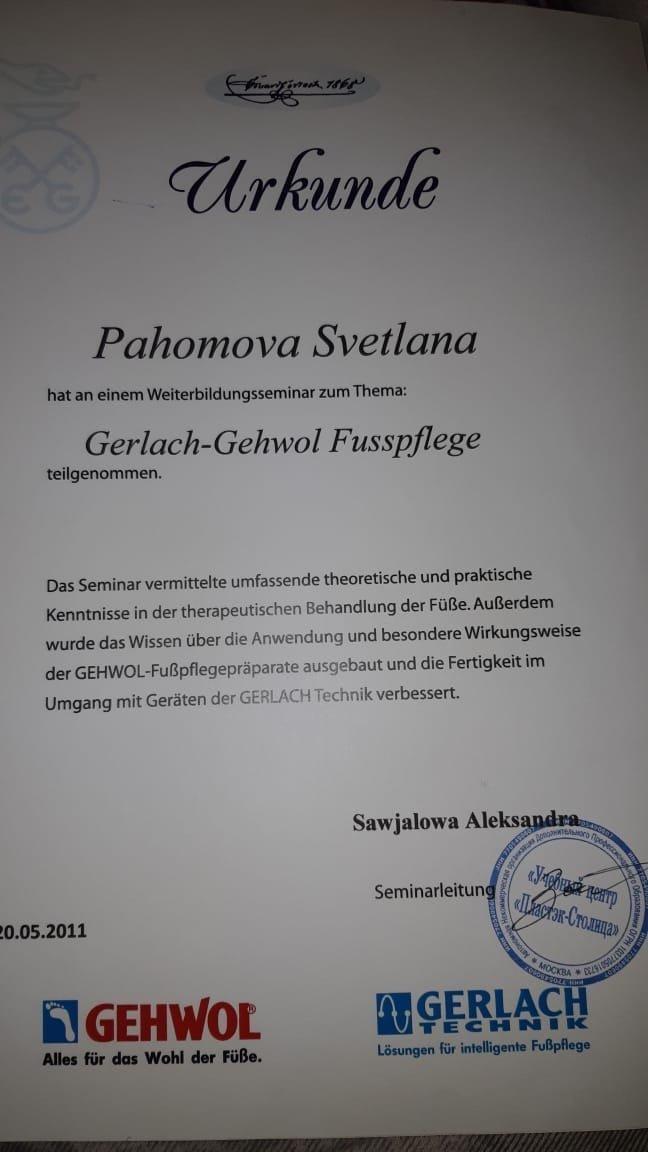 1868
Urkunde
Pahomova Svetlana
hat an einem Weiterbildungsseminar zum Thema:
Gerlach-Gehwol Fusspflege
teilgenommen.
Das Seminar vermittelte umfassende theoretische und praktische
Kenntnisse in der therapeutischen Behandlung der Füße. Außerdem
wurde das Wissen über die Anwendung und besondere Wirkungsweise
der GEHWOL-Fußpflegepräparate ausgebaut und die Fertigkeit im
Umgang mit Geräten der GERLACH Technik verbessert.
Sawjalowa Aleksandra
Seminarleitung
«Учебный центр
«Пластэк-Столица»
* МОСКВА *
20.05.2011
GEHWOL®
Alles für das Wohl der Füße.
GERLACH
TECHNIK
Lösungen für intelligente Fußpflege
EG